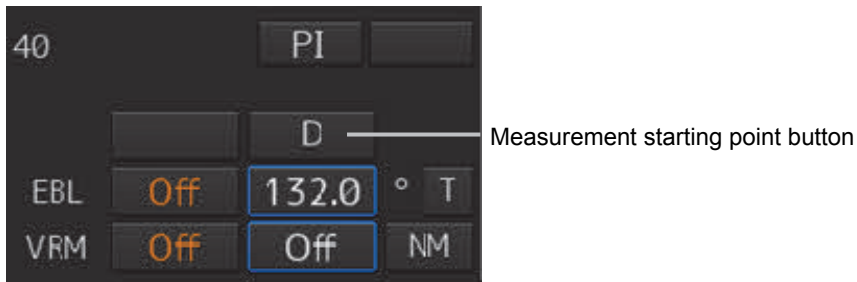 40 PI
D Measurement starting point button
EBL Off 132.0 ° T
VRM Off Off NM